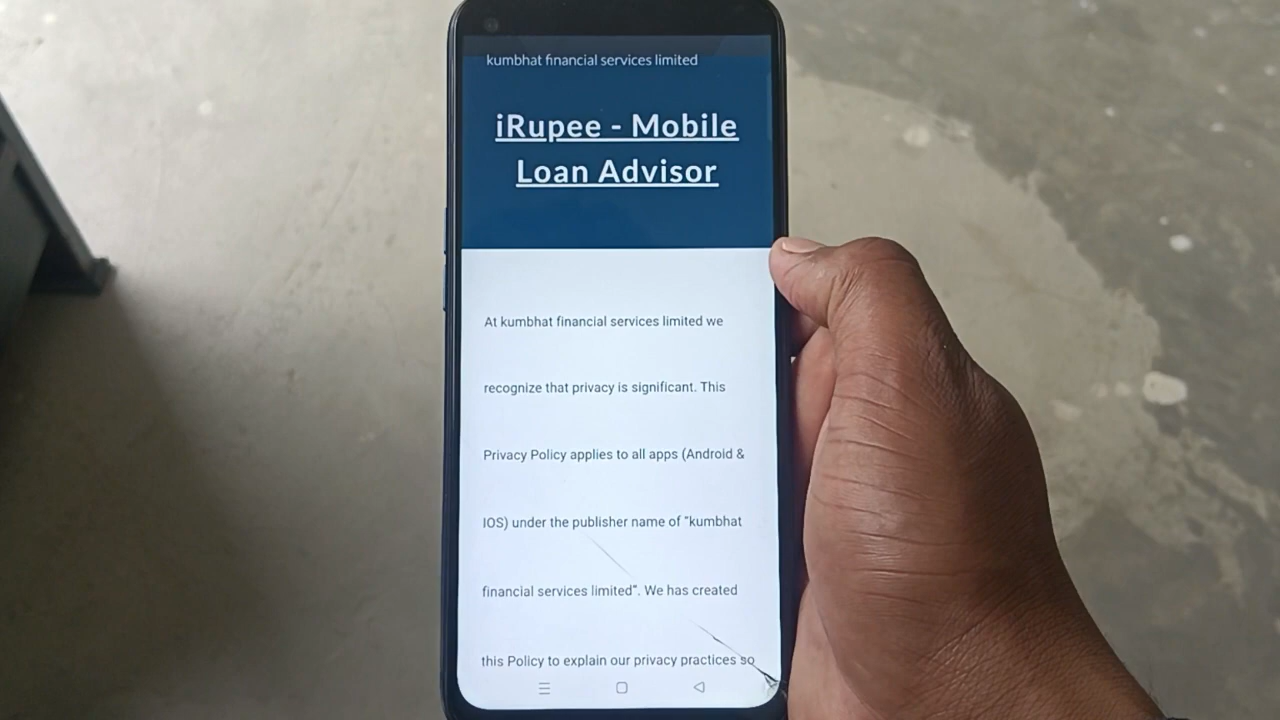 kumbhat financial services limited
iRupee - Mobile
Loan Advisor
At kumbhat financial services limited we
recognize that privacy is significant. This
Privacy Policy applies to all apps (Android &
IOS) under the publisher name of "kumbhat
financial services limited". We has created
this Policy to explain our privacy practices so